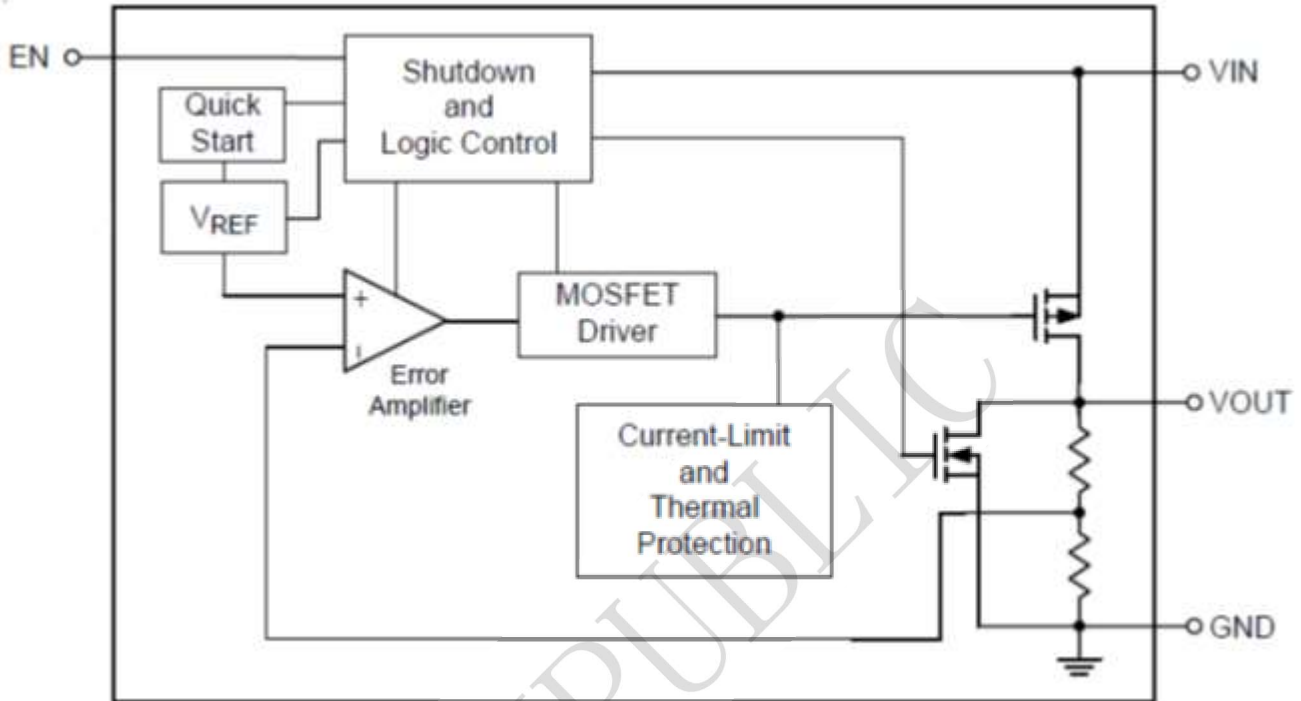 EN
Shutdown
and
Logic Control
VIN
Quick
Start
VREF
+
MOSFET
Driver
Error
Amplifier
VOUT
Current-Limit
and
Thermal
Protection
GND
PUBLIC